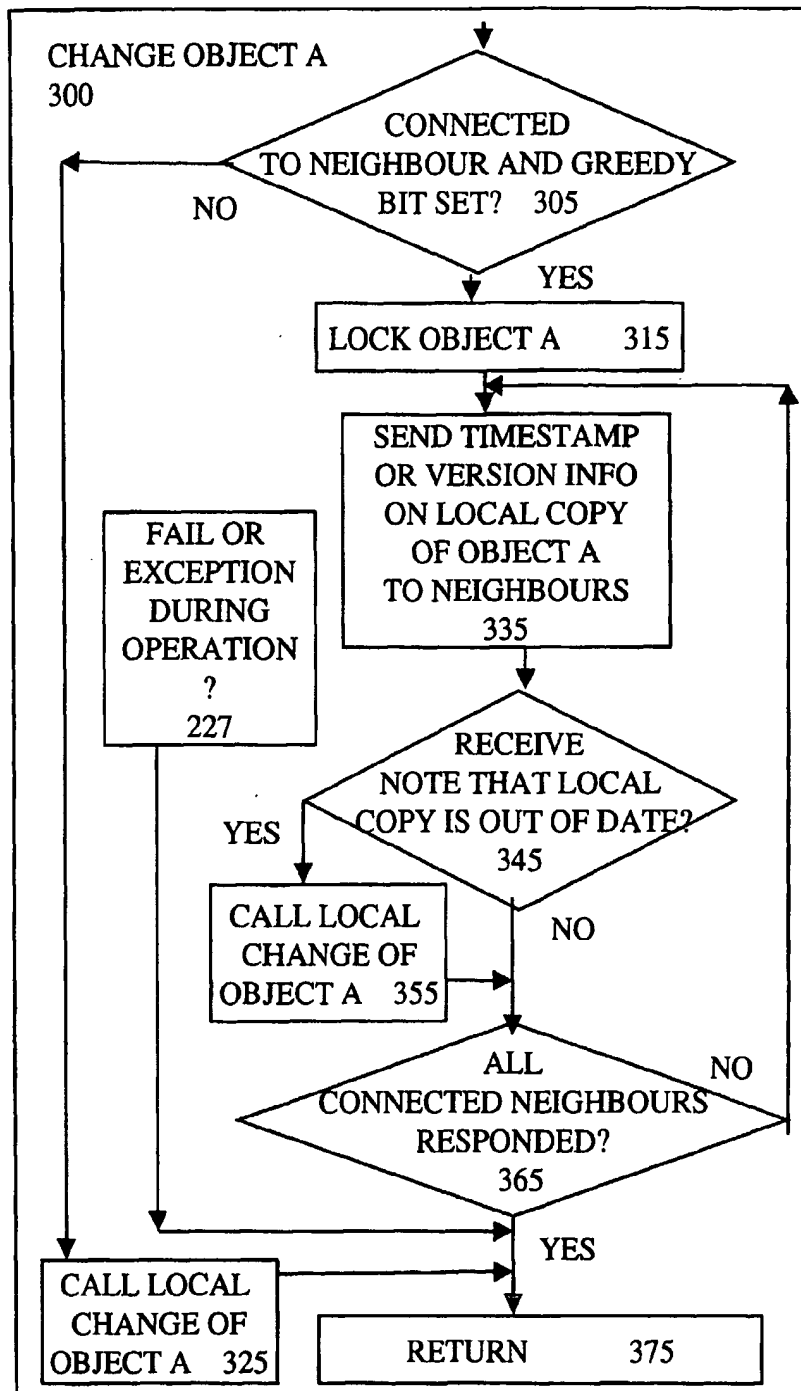 CHANGE OBJECT A
300
CONNECTED
TO NEIGHBOUR AND GREEDY
BIT SET? 305
NO
YES
LOCK OBJECT A 315
SEND TIMESTAMP
OR VERSION INFO
ON LOCAL COPY
OF OBJECT A
TO NEIGHBOURS
335
FAIL OR
EXCEPTION
DURING
OPERATION
?
227
RECEIVE
NOTE THAT LOCAL
COPY IS OUT OF DATE?
345
YES
NO
CALL LOCAL
CHANGE OF
OBJECT A 355
ALL
CONNECTED NEIGHBOURS
RESPONDED?
365
NO
YES
CALL LOCAL
CHANGE OF
OBJECT A 325
RETURN 375